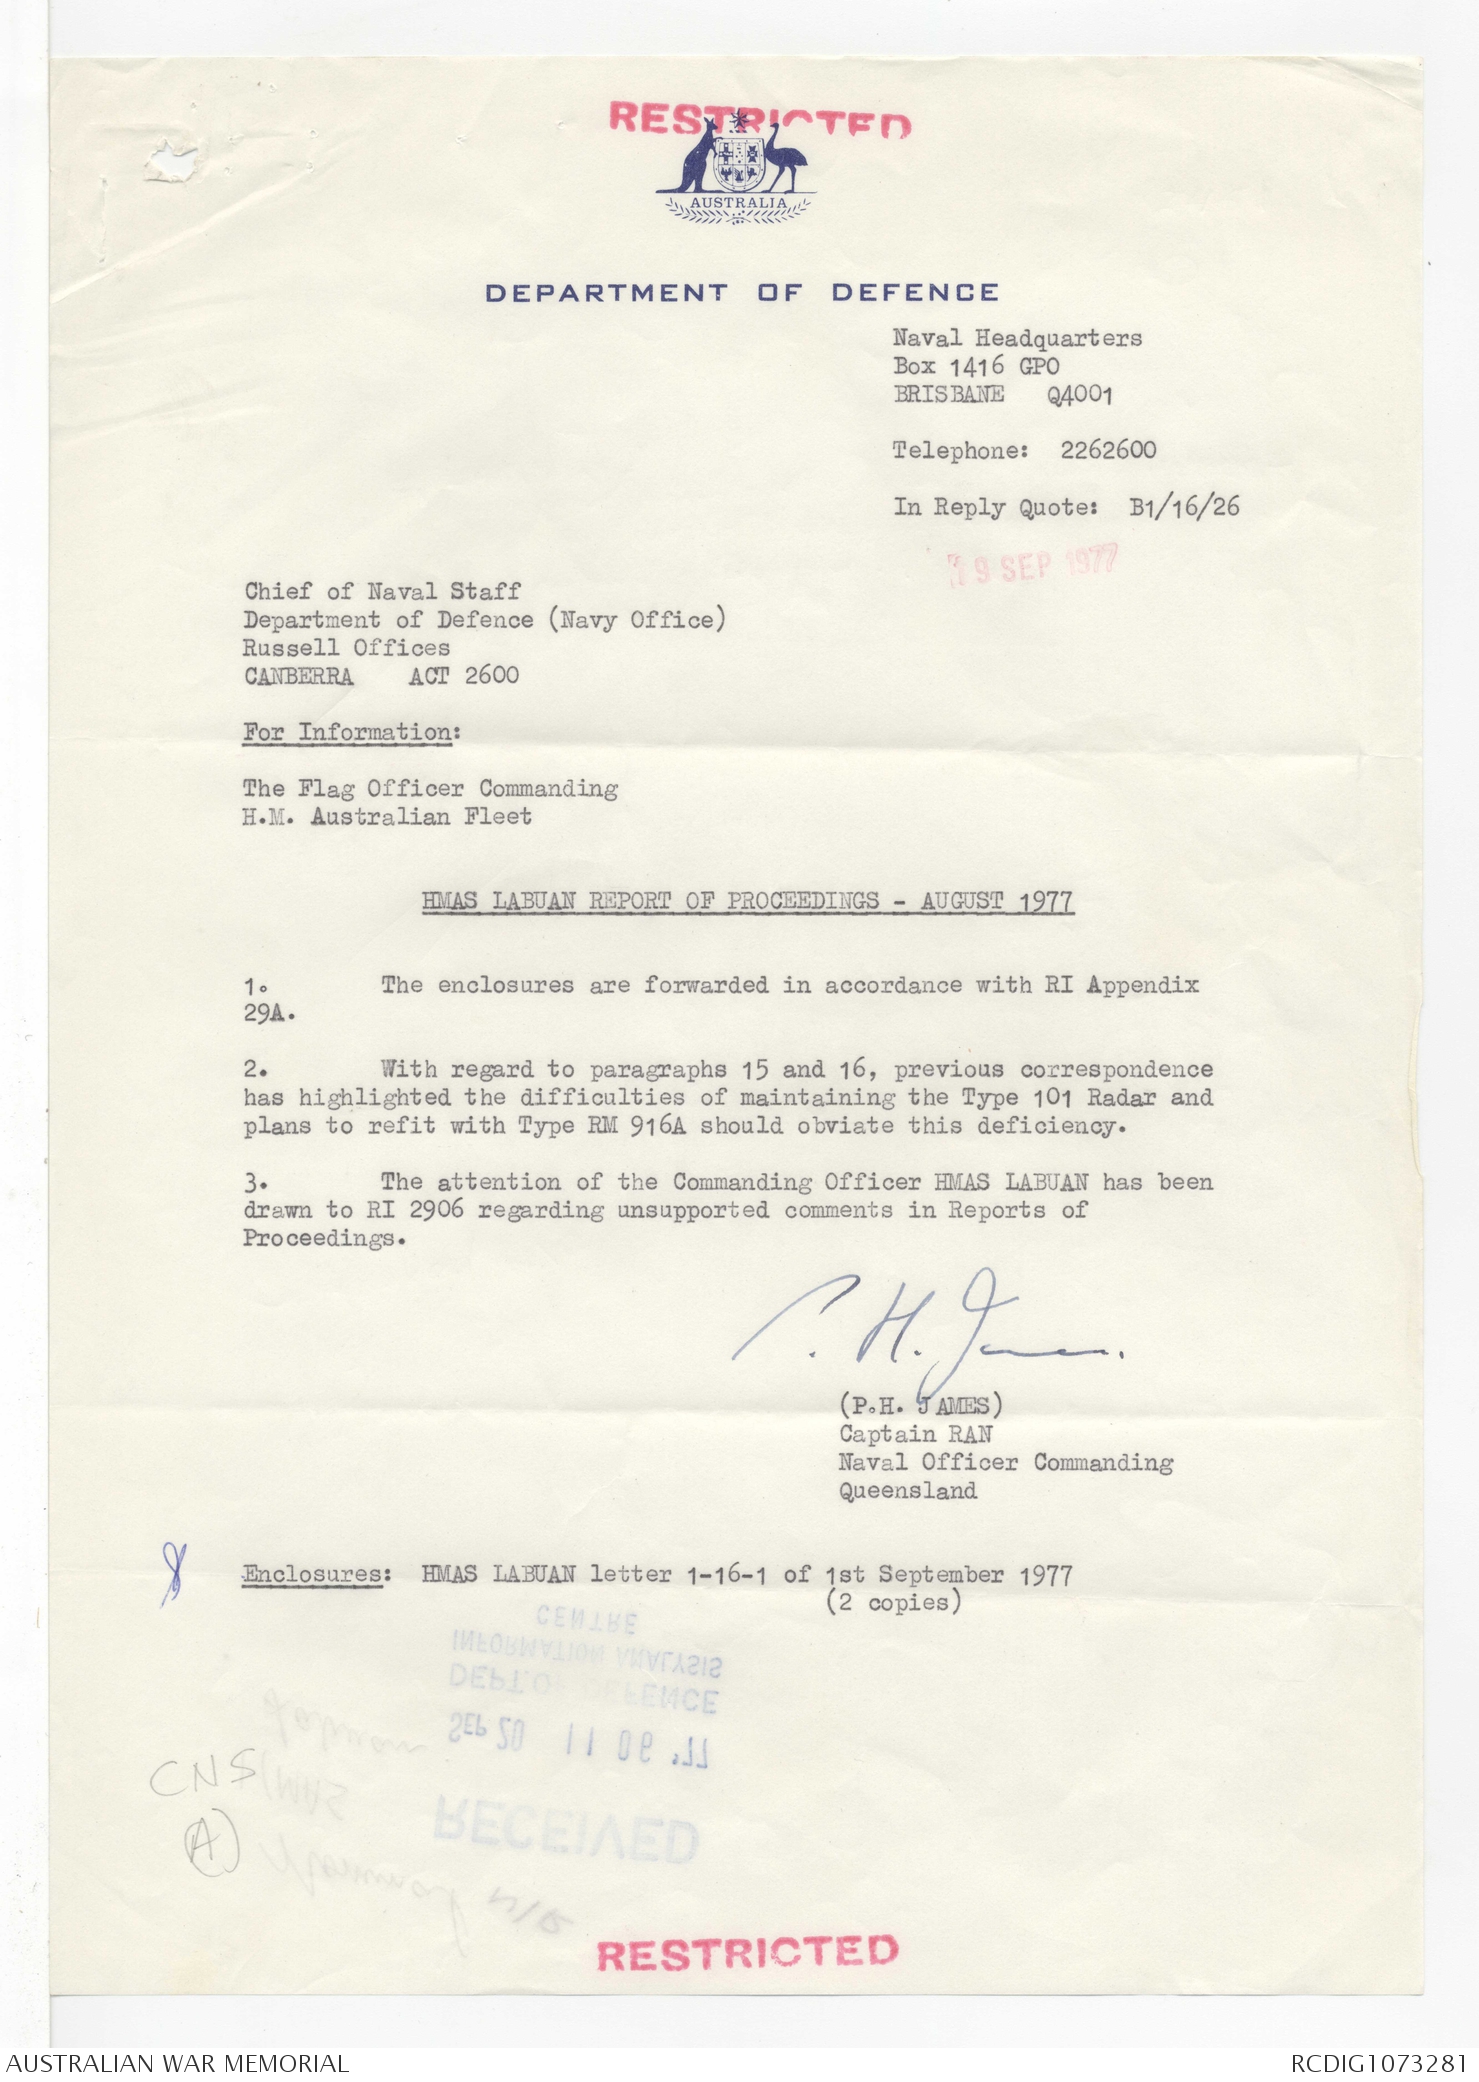 RESTRICTED
AUSTRALIA
DEPARTMENT OF DEFENCE
Naval Headquarters
Box 1416 GPO
BRISBANE Q4001
Telephone: 2262600
In Reply Quote: B1/16/26
19 SEP 1977
Chief of Naval Staff
Department of Defence (Navy Office)
Russell Offices
CANBERRA ACT 2600
For Information:
The Flag Officer Commanding
H.M. Australian Fleet
HMAS LABUAN REPORT OF PROCEEDINGS - AUGUST 1977
1. The enclosures are forwarded in accordance with RI Appendix
29A.
2. With regard to paragraphs 15 and 16, previous correspondence
has highlighted the difficulties of maintaining the Type 101 Radar and
plans to refit with Type RM 916A should obviate this deficiency.
3. The attention of the Commanding Officer HMAS LABUAN has been
drawn to RI 2906 regarding unsupported comments in Reports of
Proceedings.
P. H. James.
(P.H. JAMES)
Captain RAN
Naval Officer Commanding
Queensland
Enclosures: HMAS LABUAN letter 1-16-1 of 1st September 1977
(2 copies)
CENTRE
INFORMATION ANALYSIS
DEPT. OF DEFENCE
SEP 20 11 06 '77
RECEIVED
CNS
A
RESTRICTED
AUSTRALIAN WAR MEMORIAL
RCDIG1073281